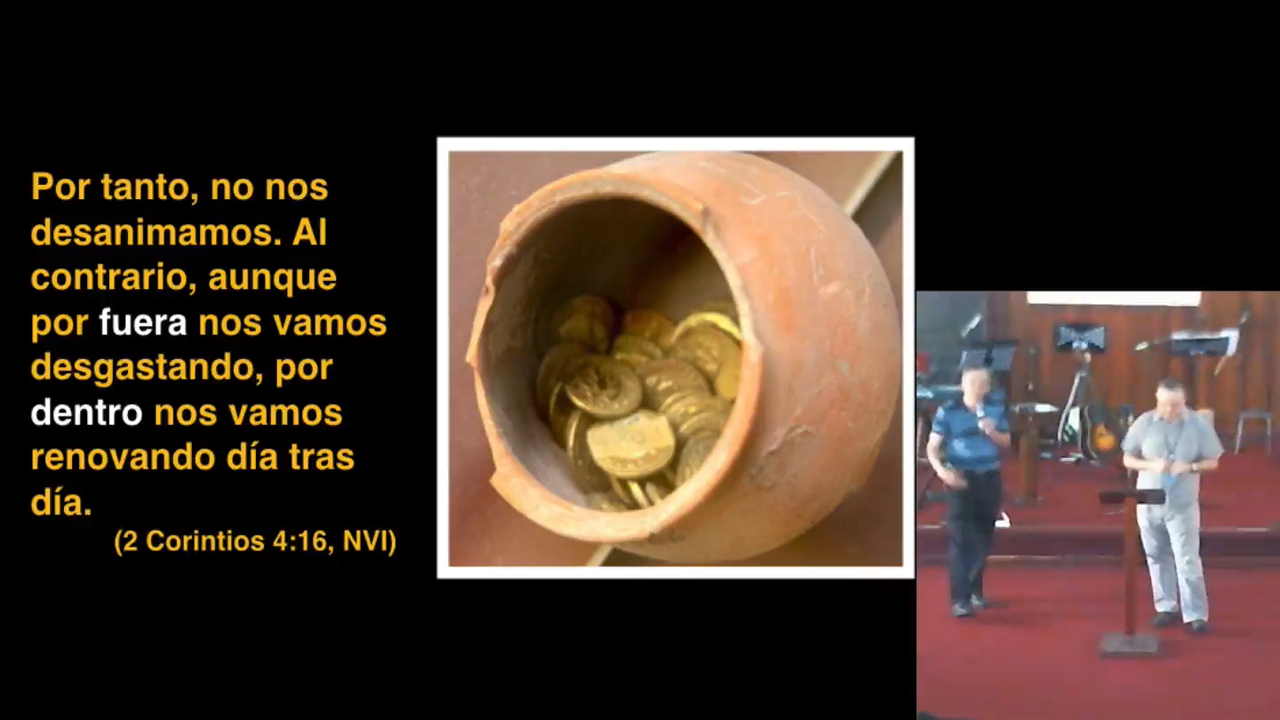 Por tanto, no nos
desanimamos. Al
contrario, aunque
por fuera nos vamos
desgastando, por
dentro nos vamos
renovando día tras
día.
(2 Corintios 4:16, NVI)